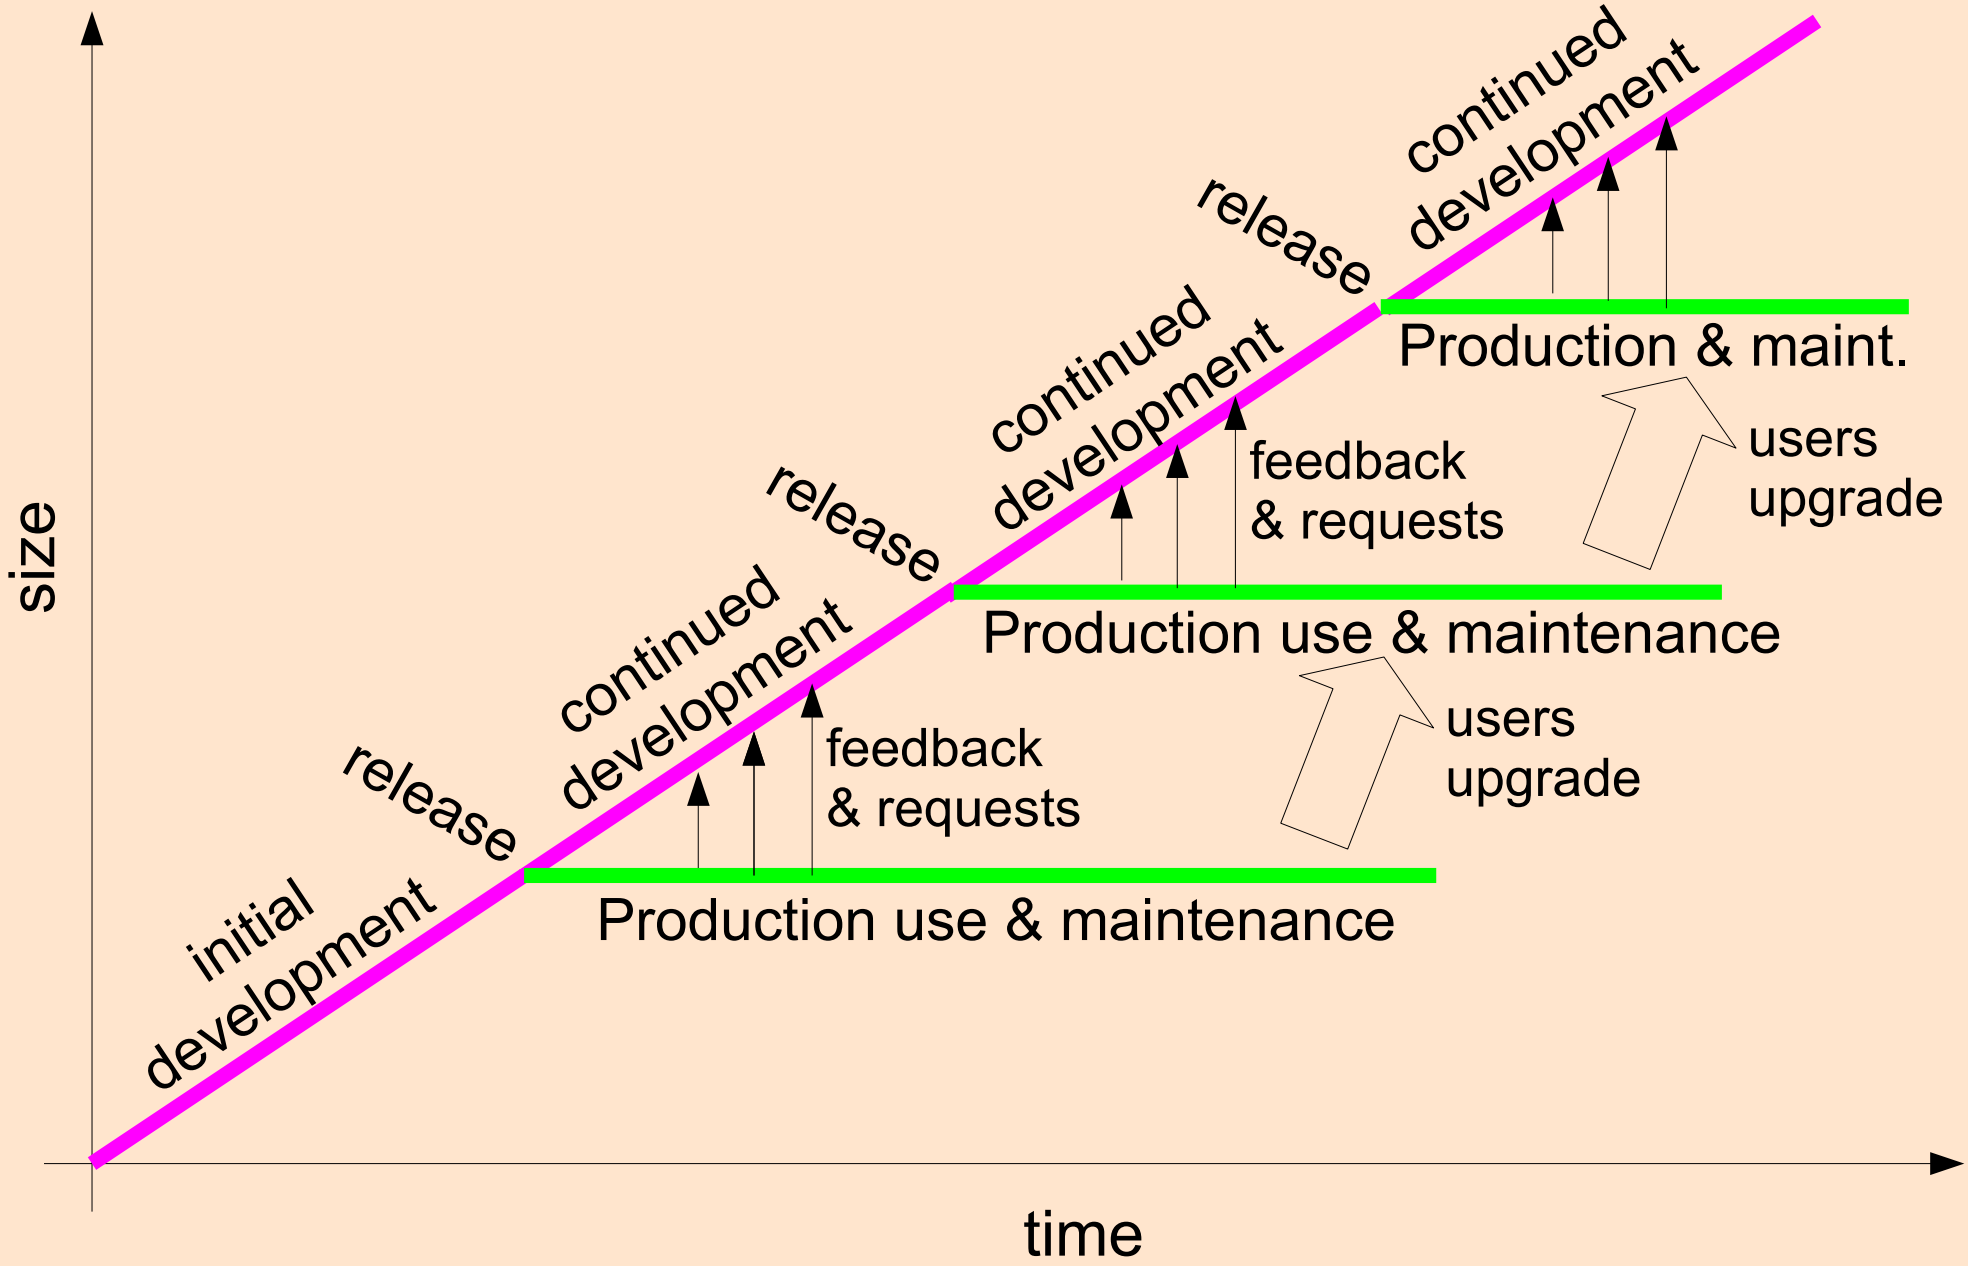 continued
development
release
Production & maint.
users
upgrade
continued
development
release
feedback
& requests
Production use & maintenance
users
upgrade
continued
development
release
feedback
& requests
Production use & maintenance
initial
development
size
time